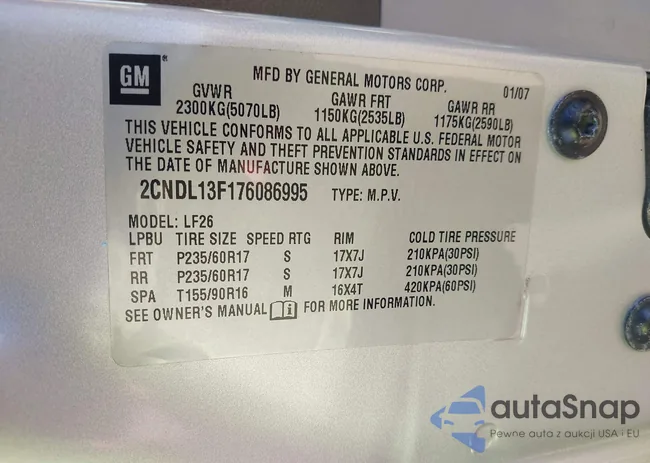 GM
MFD BY GENERAL MOTORS CORP. 01/07
GVWR GAWR FRT GAWR RR
2300KG(5070LB) 1150KG(2535LB) 1175KG(2590LB)
THIS VEHICLE CONFORMS TO ALL APPLICABLE U.S. FEDERAL MOTOR
VEHICLE SAFETY AND THEFT PREVENTION STANDARDS IN EFFECT ON
THE DATE OF MANUFACTURE SHOWN ABOVE.
2CNDL13F176086995 TYPE: M.P.V.
MODEL: LF26
LPBU TIRE SIZE SPEED RTG RIM COLD TIRE PRESSURE
FRT P235/60R17 S 17X7J 210KPA(30PSI)
RR P235/60R17 S 17X7J 210KPA(30PSI)
SPA T155/90R16 M 16X4T 420KPA(60PSI)
SEE OWNER'S MANUAL FOR MORE INFORMATION.
autaSnap
Pewne auta z aukcji USA i EU